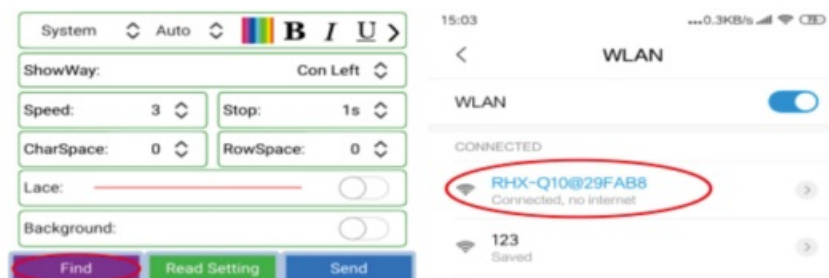 System Auto B I U >
ShowWay: Con Left
Speed: 3 Stop: 1s
CharSpace: 0 RowSpace: 0
Lace:
Background:
Find Read Setting Send
15:03 ...0.3KB/s
WLAN
WLAN
CONNECTED
RHX-Q10@29FAB8
Connected, no internet
123
Saved